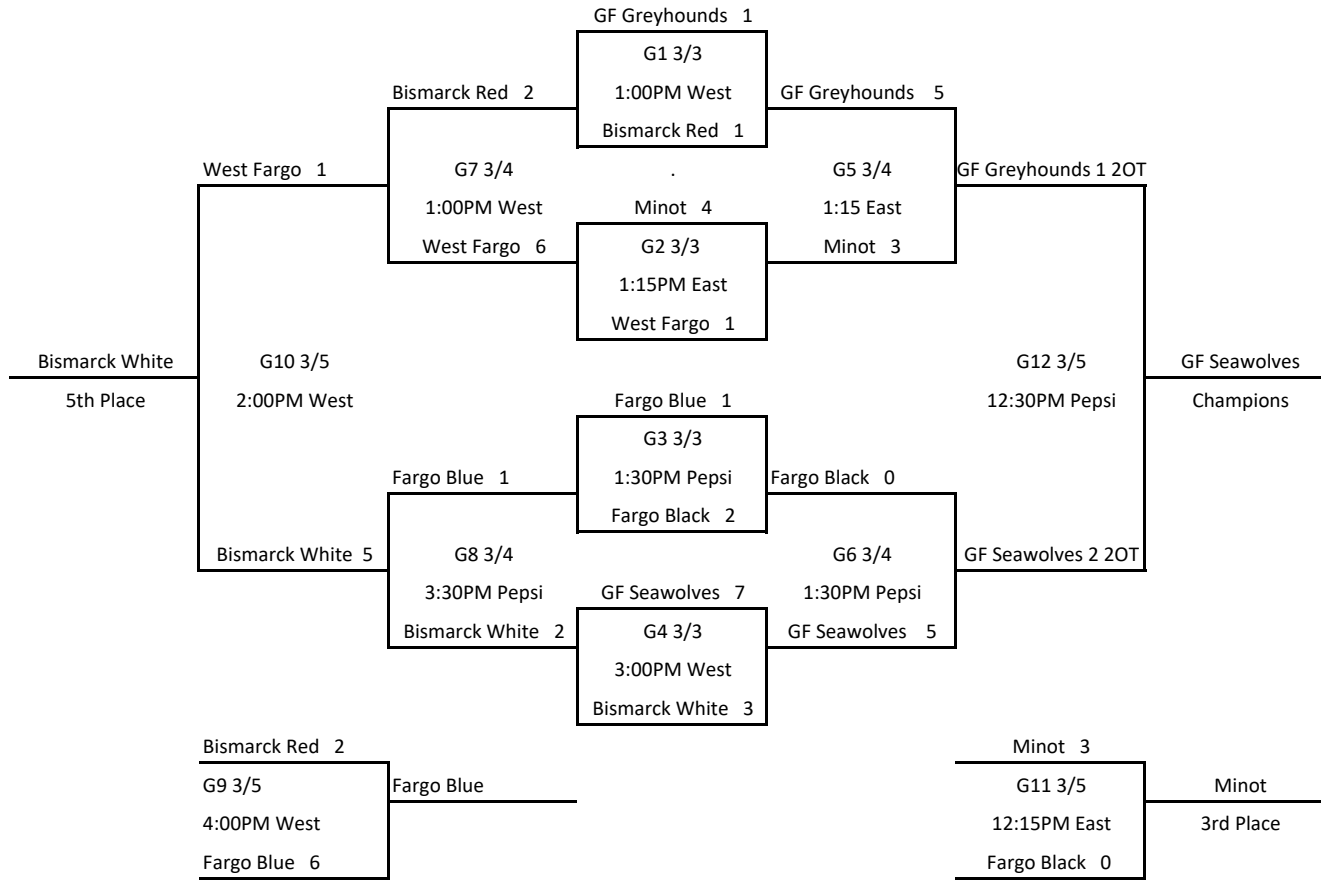 GF Greyhounds 1
G1 3/3
Bismarck Red 2
1:00PM West
GF Greyhounds 5
Bismarck Red 1
West Fargo 1
G7 3/4
.
G5 3/4
GF Greyhounds 1 2OT
1:00PM West
Minot 4
1:15 East
West Fargo 6
G2 3/3
Minot 3
1:15PM East
West Fargo 1
Bismarck White
G10 3/5
G12 3/5
GF Seawolves
5th Place
2:00PM West
Fargo Blue 1
12:30PM Pepsi
Champions
G3 3/3
Fargo Blue 1
1:30PM Pepsi
Fargo Black 0
Fargo Black 2
Bismarck White 5
G8 3/4
G6 3/4
GF Seawolves 2 2OT
3:30PM Pepsi
GF Seawolves 7
1:30PM Pepsi
Bismarck White 2
G4 3/3
GF Seawolves 5
3:00PM West
Bismarck White 3
Bismarck Red 2
Minot 3
G9 3/5
Fargo Blue
G11 3/5
Minot
4:00PM West
12:15PM East
3rd Place
Fargo Blue 6
Fargo Black 0